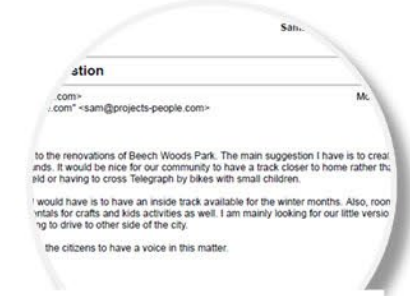 Sam
stion
.com>
Mo
.com" <sam@projects-people.com>
to the renovations of Beech Woods Park. The main suggestion I have is to creat
unds. It would be nice for our community to have a track closer to home rather tha
eld or having to cross Telegraph by bikes with small children.
would have is to have an inside track available for the winter months. Also, room
entals for crafts and kids activities as well. I am mainly looking for our little versio
ng to drive to other side of the city.
the citizens to have a voice in this matter.